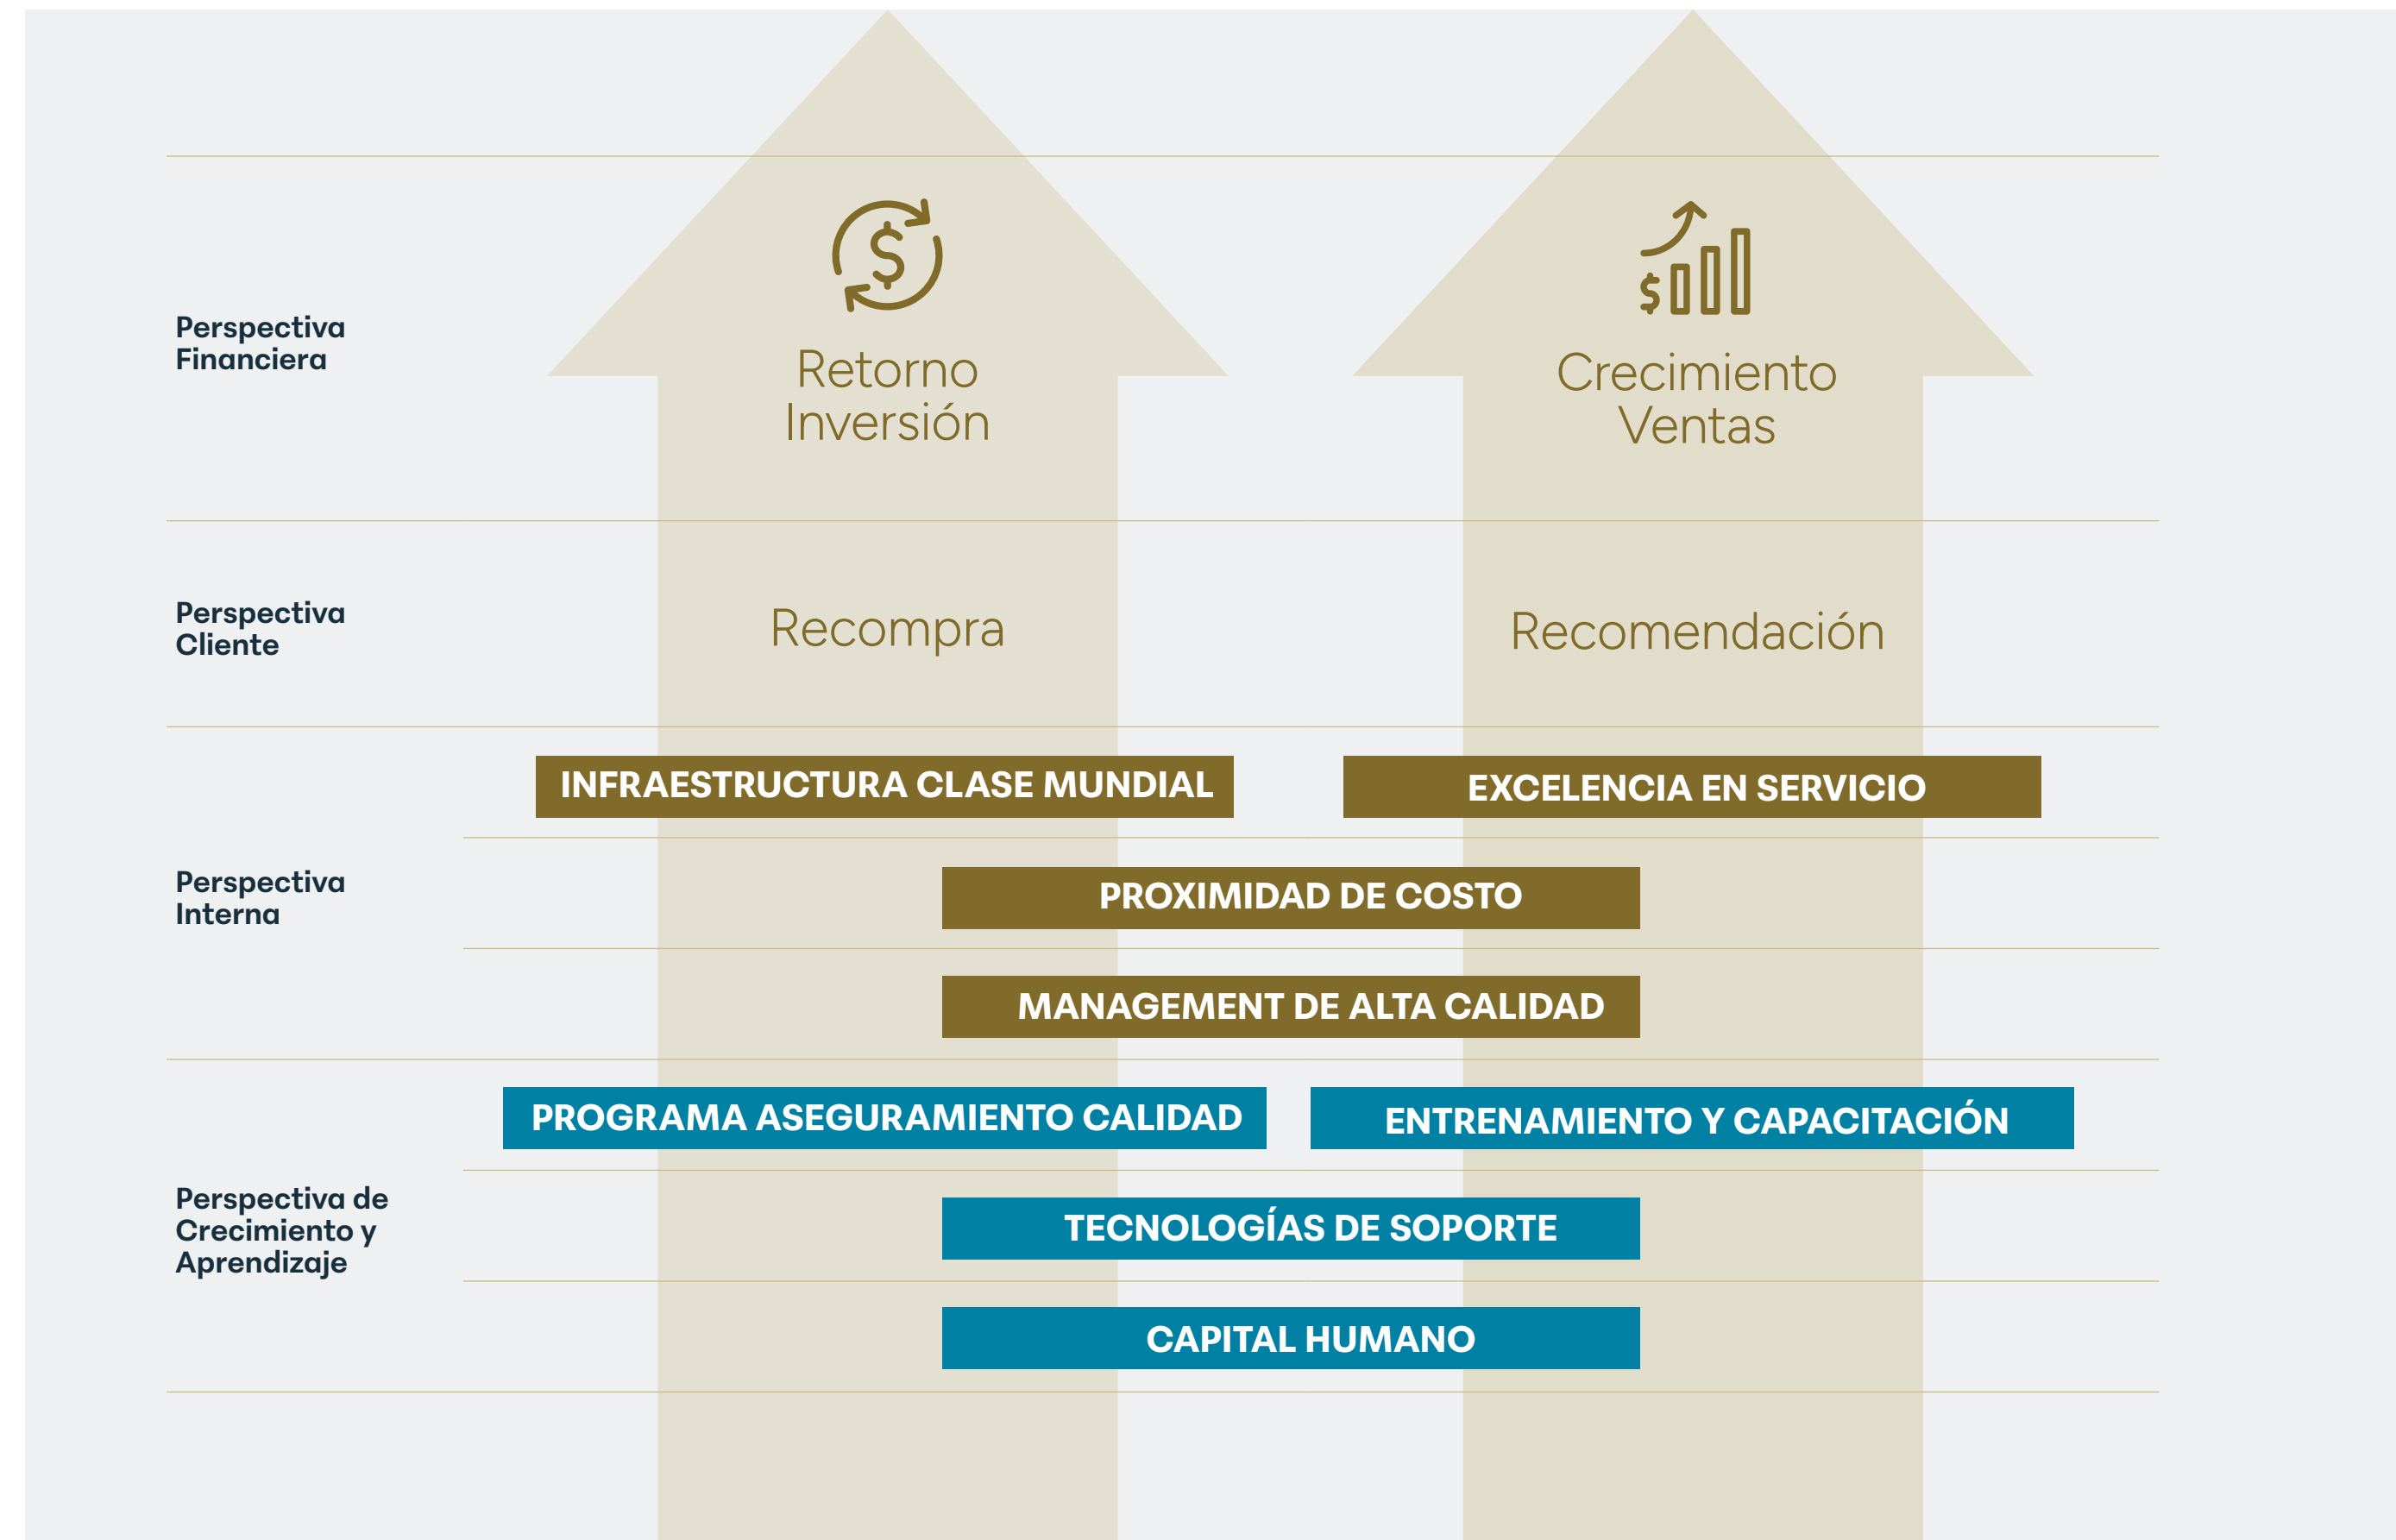 Perspectiva
Financiera
Retorno
Inversión
Crecimiento
Ventas
Perspectiva
Cliente
Recompra
Recomendación
Perspectiva
Interna
INFRAESTRUCTURA CLASE MUNDIAL
EXCELENCIA EN SERVICIO
PROXIMIDAD DE COSTO
MANAGEMENT DE ALTA CALIDAD
Perspectiva de
Crecimiento y
Aprendizaje
PROGRAMA ASEGURAMIENTO CALIDAD
ENTRENAMIENTO Y CAPACITACIÓN
TECNOLOGÍAS DE SOPORTE
CAPITAL HUMANO